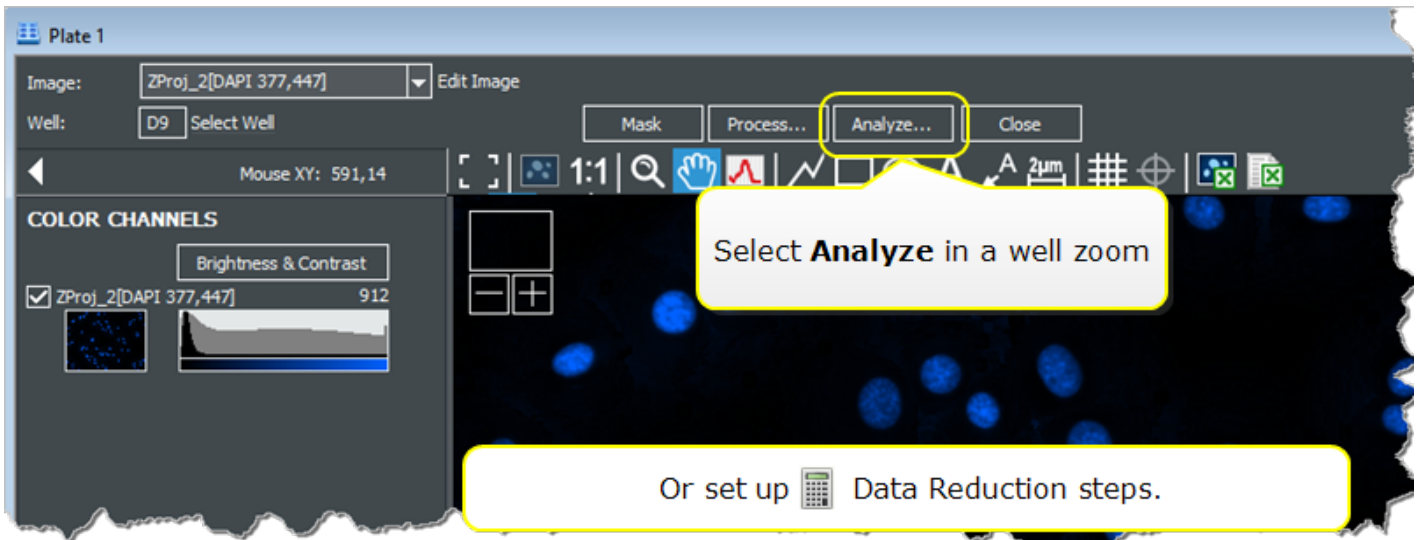 Plate 1
Image: ZProj_2[DAPI 377,447] Edit Image
Well: D9 Select Well
Mask Process... Analyze... Close
Mouse XY: 591,14
1:1 A A 2µm
COLOR CHANNELS
Brightness & Contrast
ZProj_2[DAPI 377,447] 912
Select Analyze in a well zoom
Or set up Data Reduction steps.